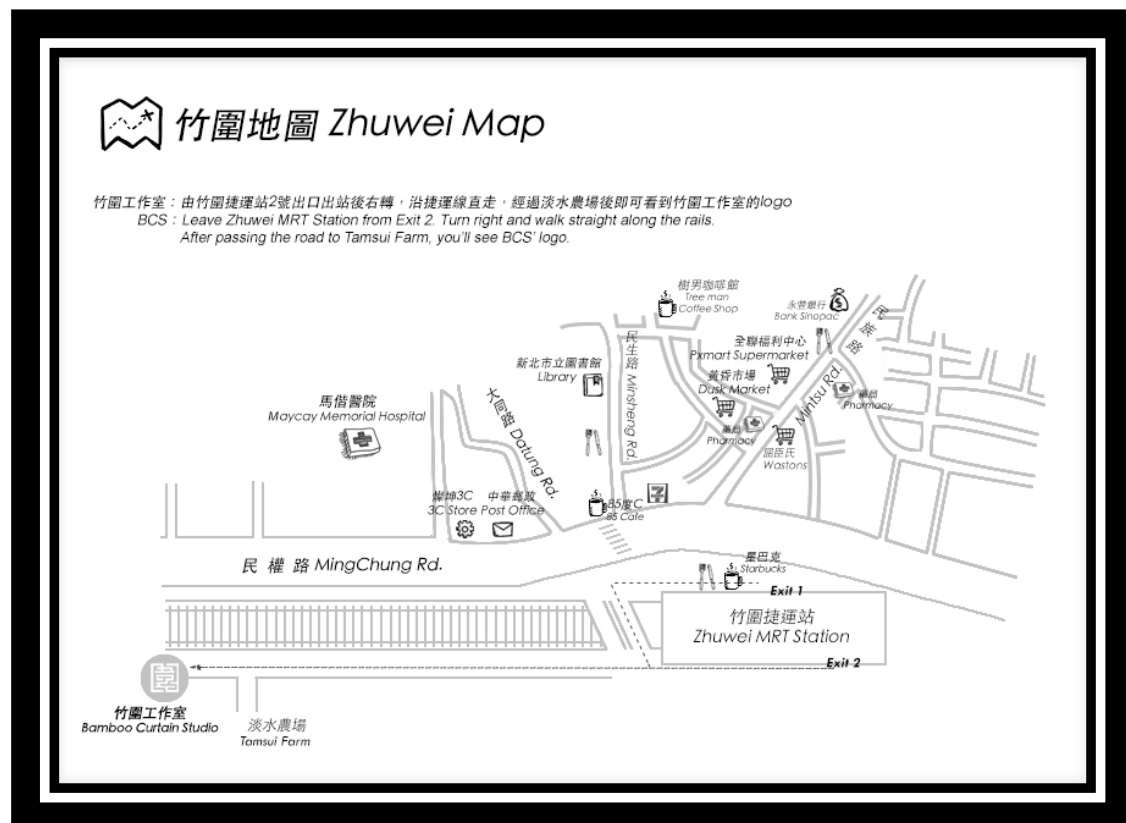 竹圍地圖 Zhuwei Map
竹圍工作室：由竹圍捷運站2號出口出站後右轉，沿捷運線直走，經過淡水農場後即可看到竹圍工作室的logo
BCS：Leave Zhuwei MRT Station from Exit 2. Turn right and walk straight along the rails.
After passing the road to Tamsui Farm, you'll see BCS' logo.
樹男咖啡館
Tree man
Coffee Shop
永豐銀行
Bank Sinopac
民族路
Mintsu Rd.
全聯福利中心
Pxmart Supermarket
民生路 Minsheng Rd.
新北市立圖書館
Library
黃昏市場
Dusk Market
藥局
Pharmacy
藥局
Pharmacy
屈臣氏
Wastons
馬偕醫院
Maycay Memorial Hospital
大同路 Datung Rd.
燦坤3C
3C Store
中華郵政
Post Office
85度C
85 Cafe
7 ELEVEN
民權路 MingChung Rd.
星巴克
Starbucks
Exit 1
竹圍捷運站
Zhuwei MRT Station
Exit 2
圍
竹圍工作室
Bamboo Curtain Studio
淡水農場
Tamsui Farm